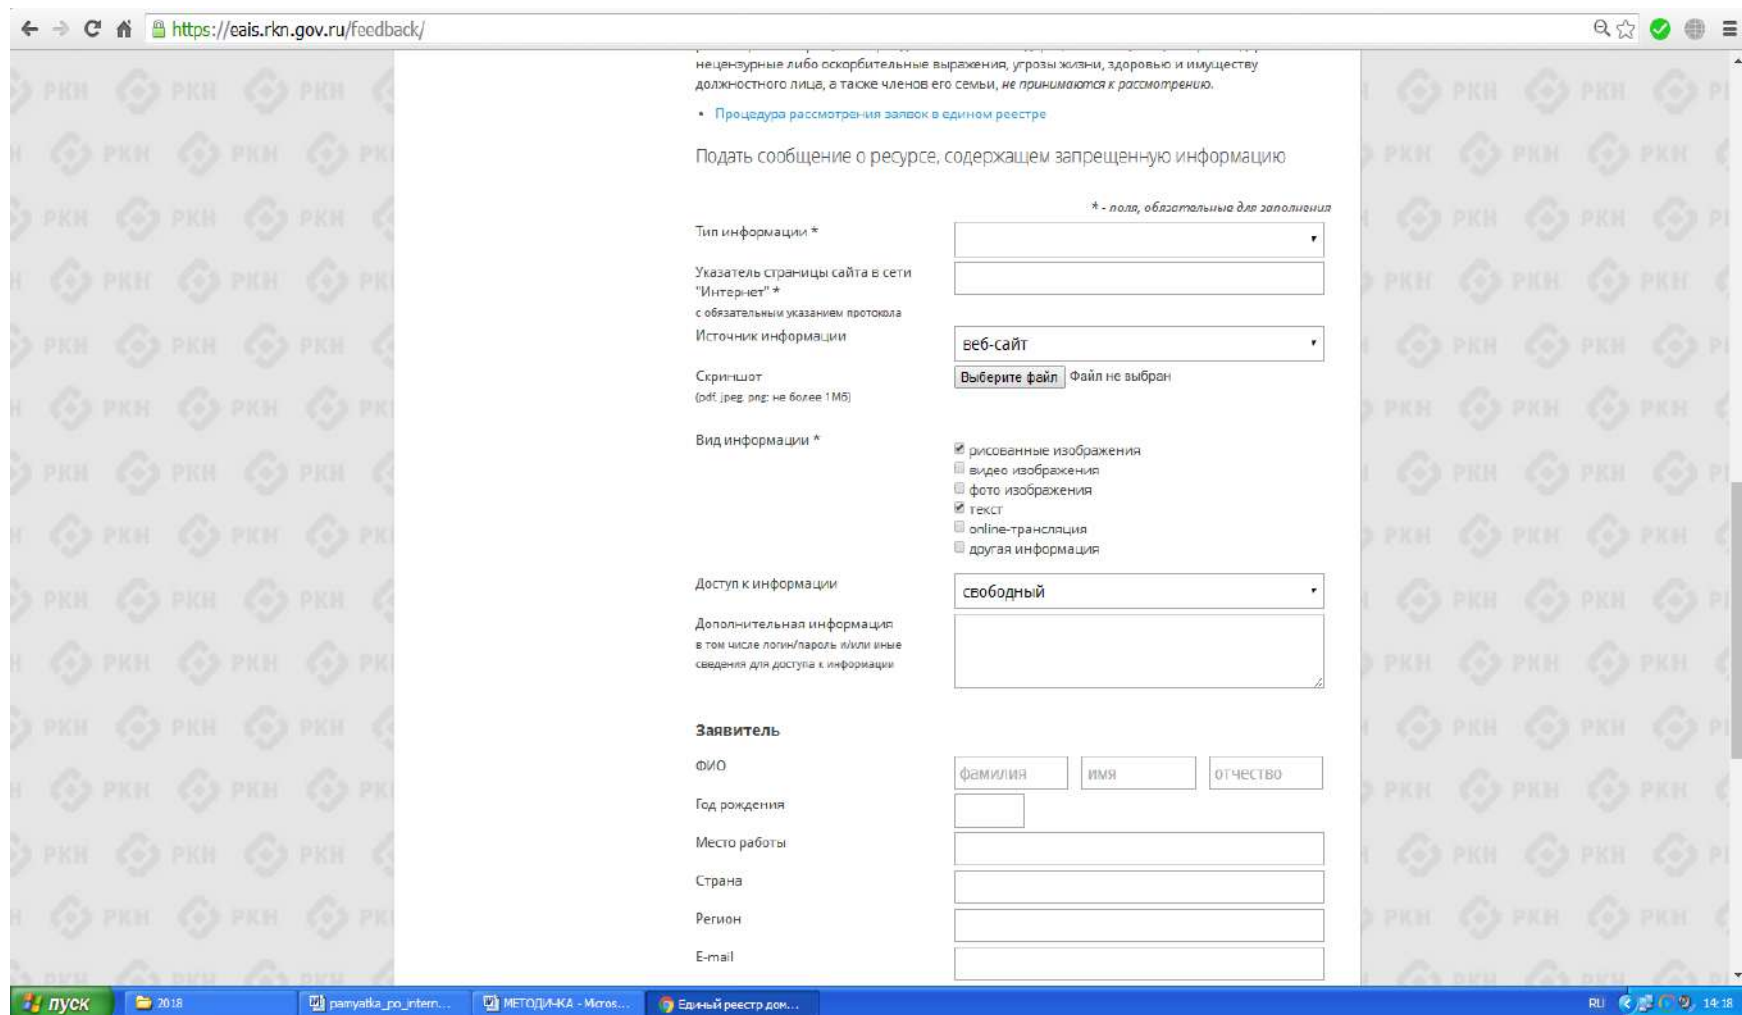 https://eais.rkn.gov.ru/feedback/
нецензурные либо оскорбительные выражения, угрозы жизни, здоровью и имуществу
должностного лица, а также членов его семьи, не принимаются к рассмотрению.
• Процедура рассмотрения заявок в едином реестре
Подать сообщение о ресурсе, содержащем запрещенную информацию
* - поля, обязательные для заполнения
Тип информации *
Указатель страницы сайта в сети
"Интернет" *
с обязательным указанием протокола
Источник информации
веб-сайт
Скриншот
Выберите файл Файл не выбран
(pdf, jpeg, png; не более 1Мб)
Вид информации *
рисованные изображения
видео изображения
фото изображения
текст
online-трансляция
другая информация
Доступ к информации
свободный
Дополнительная информация
в том числе логин/пароль и/или иные
сведения для доступа к информации
Заявитель
ФИО
фамилия имя отчество
Год рождения
Место работы
Страна
Регион
E-mail
РКН
пуск 2018 pamyatka_po_intern... МЕТОДИЧКА - Micros... Единый реестр дом... RU 14:18